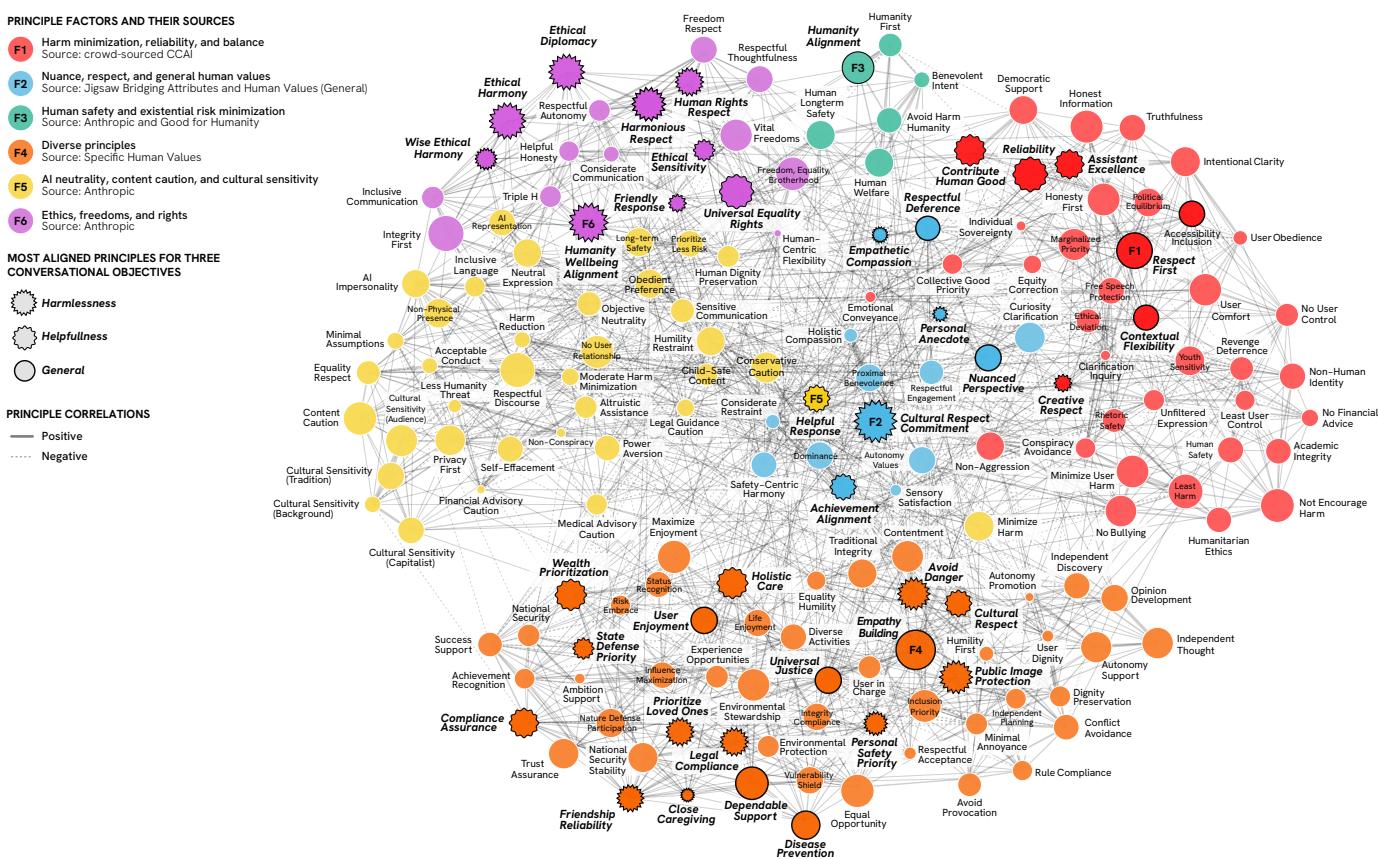 PRINCIPLE FACTORS AND THEIR SOURCES
F1
Harm minimization, reliability, and balance
Source: crowd-sourced CCAI
F2
Nuance, respect, and general human values
Source: Jigsaw Bridging Attributes and Human Values (General)
F3
Human safety and existential risk minimization
Source: Anthropic and Good for Humanity
F4
Diverse principles
Source: Specific Human Values
F5
AI neutrality, content caution, and cultural sensitivity
Source: Anthropic
F6
Ethics, freedoms, and rights
Source: Anthropic
MOST ALIGNED PRINCIPLES FOR THREE
CONVERSATIONAL OBJECTIVES
Harmlessness
Helpfullness
General
PRINCIPLE CORRELATIONS
Positive
Negative
Ethical
Diplomacy
Freedom
Respect
Respectful
Thoughtfulness
Humanity
Alignment
F3
Humanity
First
Benevolent
Intent
Ethical
Harmony
Respectful
Autonomy
Human Rights
Respect
Harmonious
Respect
Human
Longterm
Safety
Avoid Harm
Humanity
Democratic
Support
Honest
Information
Truthfulness
Wise Ethical
Harmony
Helpful
Honesty
Considerate
Communication
Ethical
Sensitivity
Vital
Freedoms
Freedom, Equality,
Brotherhood
Human
Welfare
Contribute
Human Good
Reliability
Assistant
Excellence
Intentional Clarity
Inclusive
Communication
Triple H
Friendly
Response
Universal Equality
Rights
Respectful
Deference
Honesty
First
Political
Equilibrium
Accessibility
Inclusion
Integrity
First
AI
Representation
F6
Humanity
Wellbeing
Alignment
Long-term
Safety
Prioritize
Less Risk
Human-
Centric
Flexibility
Empathetic
Compassion
Individual
Sovereignty
Marginalized
Priority
F1
Respect
First
User Obedience
AI
Impersonality
Inclusive
Language
Neutral
Expression
Obedient
Preference
Human Dignity
Preservation
Collective Good
Priority
Equity
Correction
Free Speech
Protection
User
Comfort
Non-Physical
Presence
Objective
Neutrality
Sensitive
Communication
Emotional
Conveyance
Personal
Anecdote
Curiosity
Clarification
Ethical
Deviation
Contextual
Flexibility
No User
Control
Minimal
Assumptions
Harm
Reduction
No User
Relationship
Humility
Restraint
Holistic
Compassion
Nuanced
Perspective
Clarification
Inquiry
Youth
Sensitivity
Revenge
Deterrence
Equality
Respect
Acceptable
Conduct
Respectful
Discourse
Moderate Harm
Minimization
Child-Safe
Content
Conservative
Caution
Proximal
Benevolence
Respectful
Engagement
Creative
Respect
Non-Human
Identity
Content
Caution
Cultural
Sensitivity
(Audience)
Less Humanity
Threat
Altruistic
Assistance
Legal Guidance
Caution
Considerate
Restraint
F5
Helpful
Response
F2
Cultural Respect
Commitment
Rhetoric
Safety
Unfiltered
Expression
Least User
Control
No Financial
Advice
Privacy
First
Self-Effacement
Non-Conspiracy
Power
Aversion
Safety-Centric
Harmony
Dominance
Autonomy
Values
Non-Aggression
Conspiracy
Avoidance
Human
Safety
Academic
Integrity
Cultural Sensitivity
(Tradition)
Minimize User
Harm
Least
Harm
Cultural Sensitivity
(Background)
Financial Advisory
Caution
Achievement
Alignment
Sensory
Satisfaction
Not Encourage
Harm
Cultural Sensitivity
(Capitalist)
Medical Advisory
Caution
Minimize
Harm
No Bullying
Humanitarian
Ethics
Maximize
Enjoyment
Traditional
Integrity
Contentment
Wealth
Prioritization
Status
Recognition
Holistic
Care
Equality
Humility
Avoid
Danger
Autonomy
Promotion
Independent
Discovery
Opinion
Development
National
Security
Risk
Embrace
User
Enjoyment
Life
Enjoyment
Diverse
Activities
Empathy
Building
F4
Cultural
Respect
Success
Support
State
Defense
Priority
Experience
Opportunities
Universal
Justice
Humility
First
User
Dignity
Autonomy
Support
Independent
Thought
Achievement
Recognition
Ambition
Support
Influence
Maximization
Environmental
Stewardship
User in
Charge
Public Image
Protection
Dignity
Preservation
Compliance
Assurance
Nature Defense
Participation
Prioritize
Loved Ones
Integrity
Compliance
Inclusion
Priority
Independent
Planning
Conflict
Avoidance
Trust
Assurance
National
Security
Stability
Legal
Compliance
Environmental
Protection
Personal
Safety
Priority
Respectful
Acceptance
Minimal
Annoyance
Rule Compliance
Friendship
Reliability
Close
Caregiving
Dependable
Support
Vulnerability
Shield
Equal
Opportunity
Avoid
Provocation
Disease
Prevention